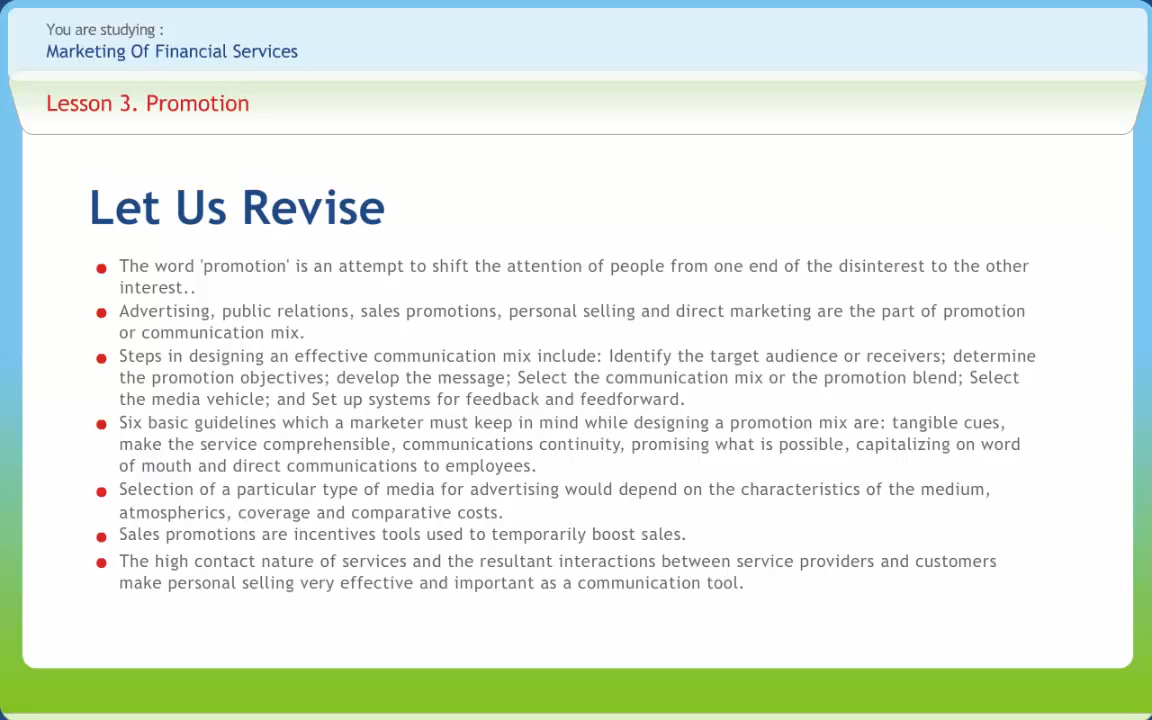 You are studying :
Marketing Of Financial Services
Lesson 3. Promotion
Let Us Revise
The word 'promotion' is an attempt to shift the attention of people from one end of the disinterest to the other
interest..
Advertising, public relations, sales promotions, personal selling and direct marketing are the part of promotion
or communication mix.
Steps in designing an effective communication mix include: Identify the target audience or receivers; determine
the promotion objectives; develop the message; Select the communication mix or the promotion blend; Select
the media vehicle; and Set up systems for feedback and feedforward.
Six basic guidelines which a marketer must keep in mind while designing a promotion mix are: tangible cues,
make the service comprehensible, communications continuity, promising what is possible, capitalizing on word
of mouth and direct communications to employees.
Selection of a particular type of media for advertising would depend on the characteristics of the medium,
atmospherics, coverage and comparative costs.
Sales promotions are incentives tools used to temporarily boost sales.
The high contact nature of services and the resultant interactions between service providers and customers
make personal selling very effective and important as a communication tool.